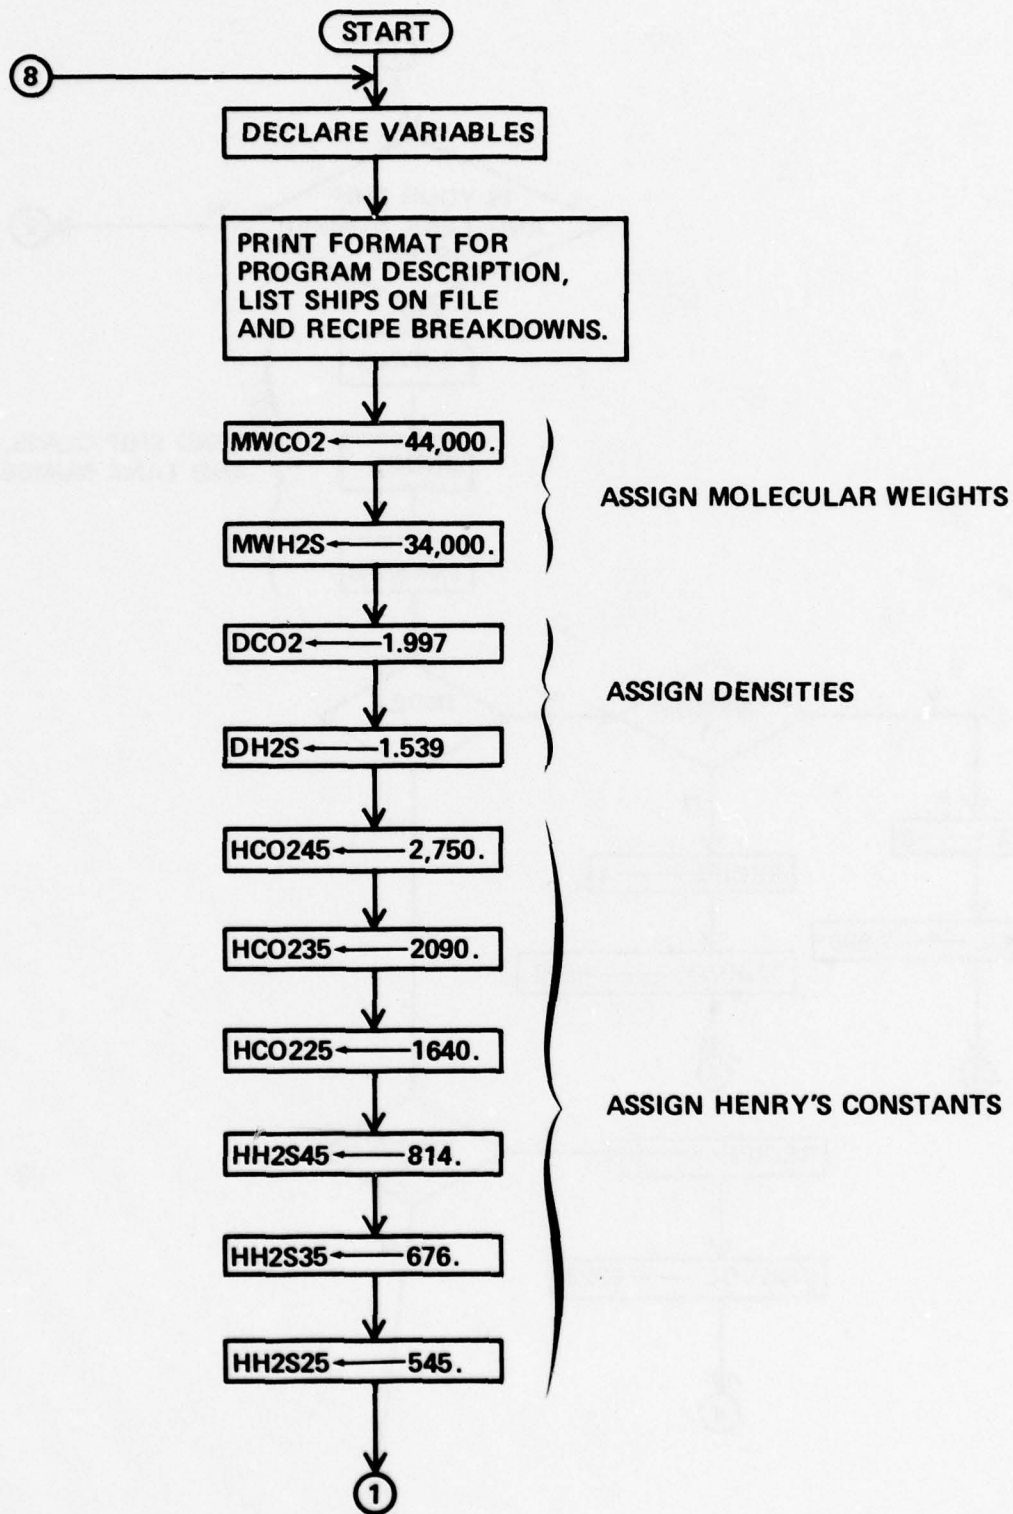 START
8
DECLARE VARIABLES
PRINT FORMAT FOR
PROGRAM DESCRIPTION,
LIST SHIPS ON FILE
AND RECIPE BREAKDOWNS.
MWCO2←44,000.
ASSIGN MOLECULAR WEIGHTS
MWH2S←34,000.
DCO2←1.997
ASSIGN DENSITIES
DH2S←1.539
HCO245←2,750.
HCO235←2090.
HCO225←1640.
ASSIGN HENRY'S CONSTANTS
HH2S45←814.
HH2S35←676.
HH2S25←545.
1